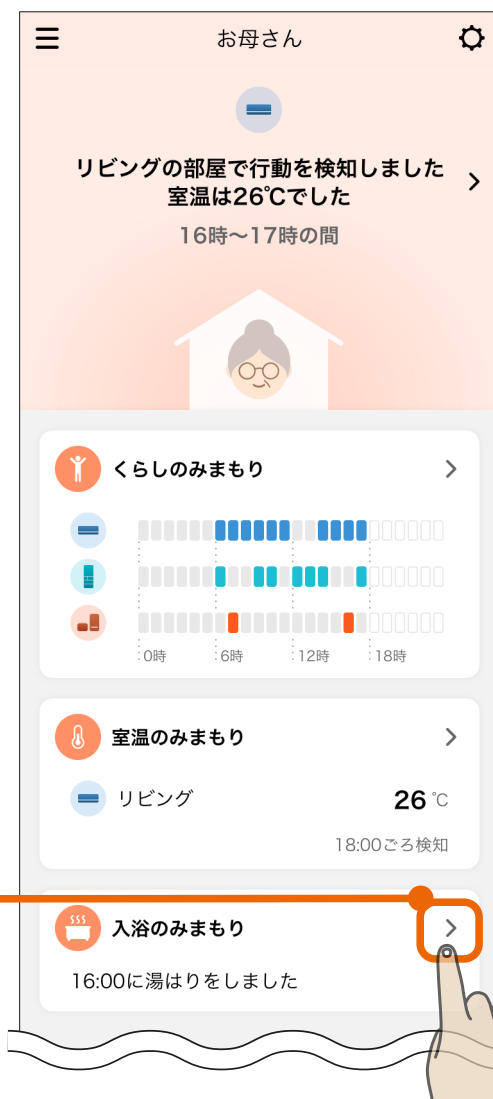 お母さん
リビングの部屋で行動を検知しました
室温は26℃でした
16時〜17時の間
くらしのみまもり
0時 6時 12時 18時
室温のみまもり
リビング 26 ℃
18:00ごろ検知
入浴のみまもり
16:00に湯はりをしました